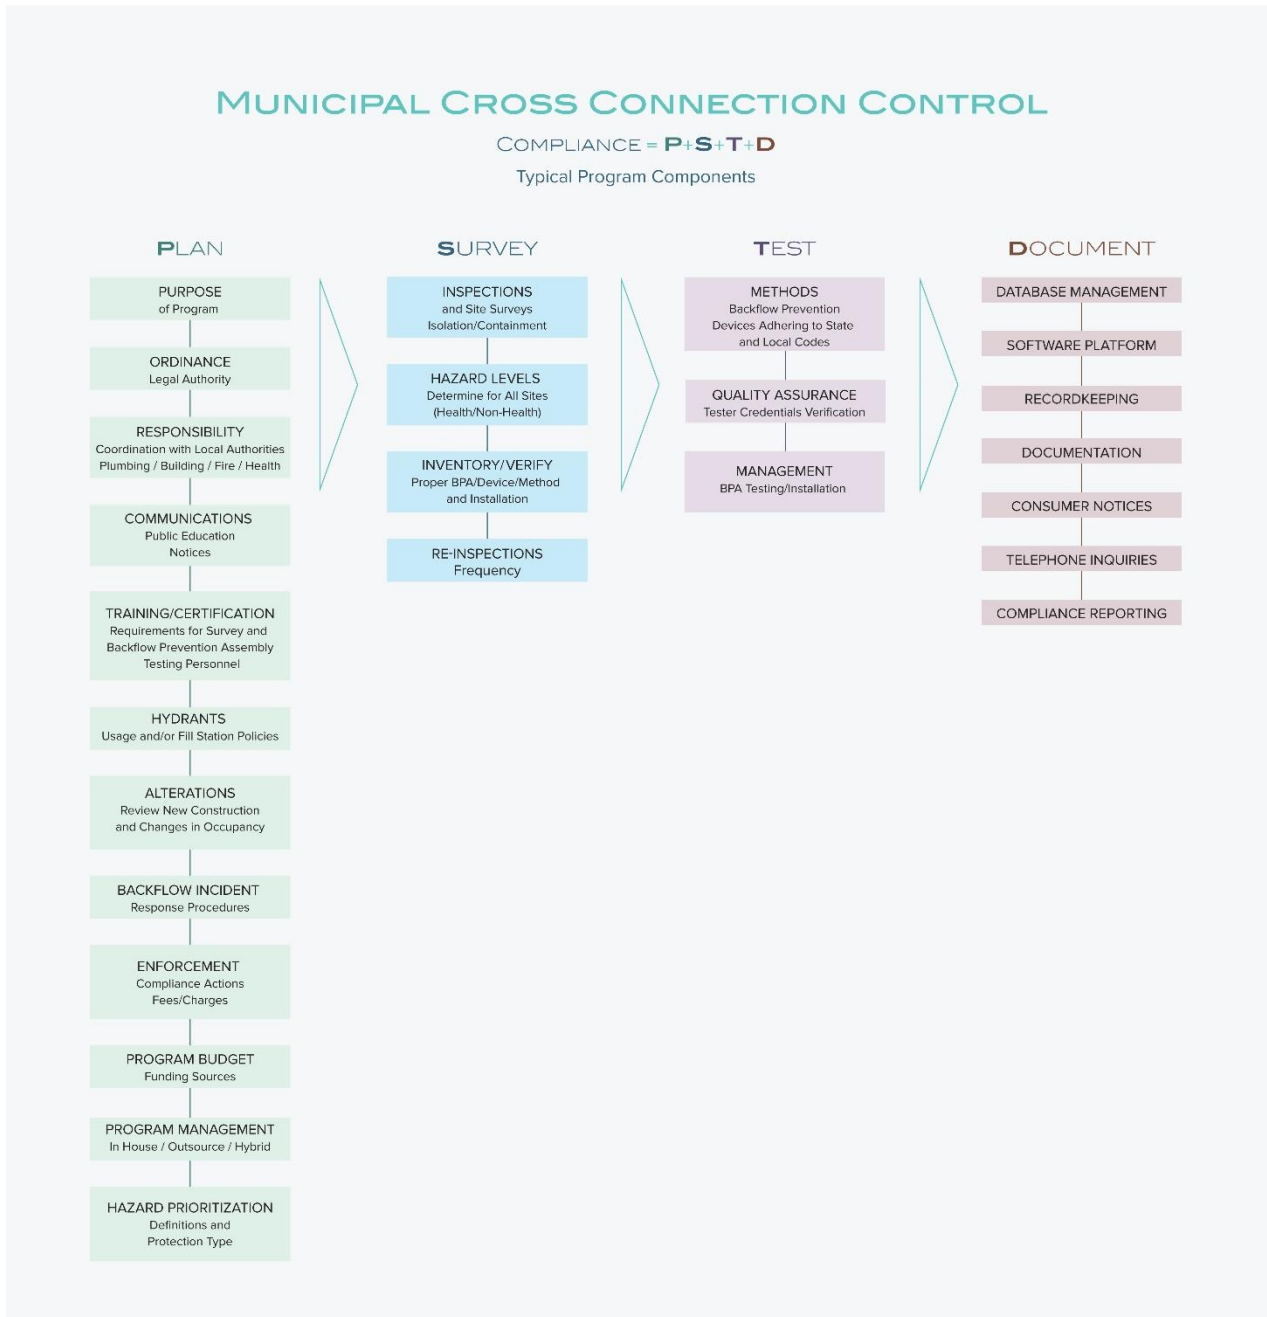 MUNICIPAL CROSS CONNECTION CONTROL
COMPLIANCE = P+S+T+D
Typical Program Components
PLAN
PURPOSE
of Program
ORDINANCE
Legal Authority
RESPONSIBILITY
Coordination with Local Authorities
Plumbing / Building / Fire / Health
COMMUNICATIONS
Public Education
Notices
TRAINING/CERTIFICATION
Requirements for Survey and
Backflow Prevention Assembly
Testing Personnel
HYDRANTS
Usage and/or Fill Station Policies
ALTERATIONS
Review New Construction
and Changes in Occupancy
BACKFLOW INCIDENT
Response Procedures
ENFORCEMENT
Compliance Actions
Fees/Charges
PROGRAM BUDGET
Funding Sources
PROGRAM MANAGEMENT
In House / Outsource / Hybrid
HAZARD PRIORITIZATION
Definitions and
Protection Type
SURVEY
INSPECTIONS
and Site Surveys
Isolation/Containment
HAZARD LEVELS
Determine for All Sites
(Health/Non-Health)
INVENTORY/VERIFY
Proper BPA/Device/Method
and Installation
RE-INSPECTIONS
Frequency
TEST
METHODS
Backflow Prevention
Devices Adhering to State
and Local Codes
QUALITY ASSURANCE
Tester Credentials Verification
MANAGEMENT
BPA Testing/Installation
DOCUMENT
DATABASE MANAGEMENT
SOFTWARE PLATFORM
RECORDKEEPING
DOCUMENTATION
CONSUMER NOTICES
TELEPHONE INQUIRIES
COMPLIANCE REPORTING